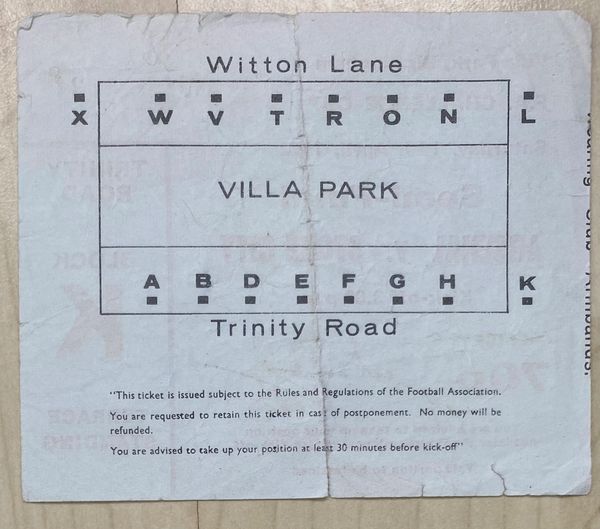 Witton Lane
X W V T R O N L
VILLA PARK
A B D E F G H K
Trinity Road
"This ticket is issued subject to the Rules and Regulations of the Football Association.
You are requested to retain this ticket in case of postponement. No money will be
refunded.
You are advised to take up your position at least 30 minutes before kick-off"